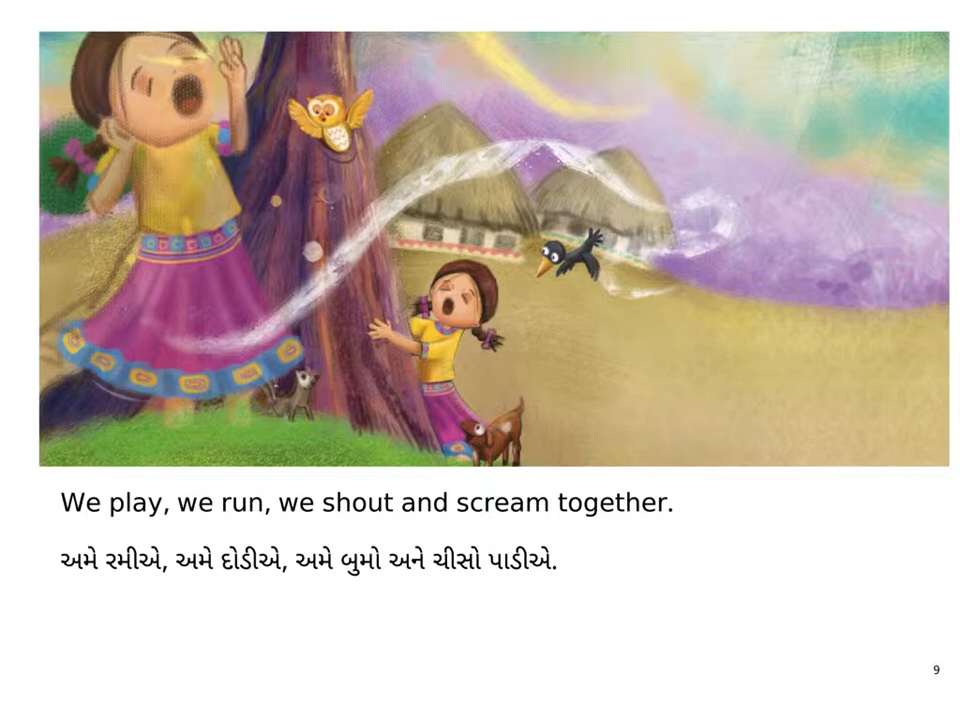 We play, we run, we shout and scream together.
અમે રમીએ, અમે દોડીએ, અમે બુમો અને ચીસો પાડીએ.
9